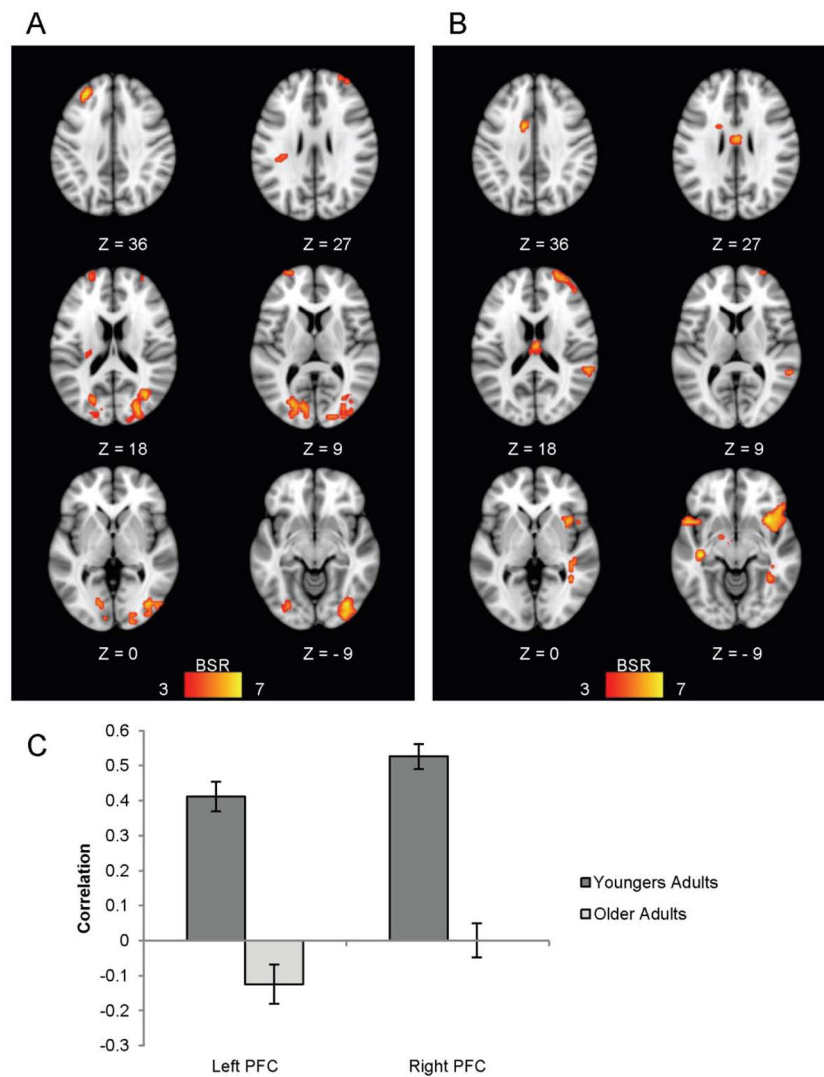 A
B
Z = 36
Z = 27
Z = 18
Z = 9
Z = 0
Z = - 9
BSR
3
7
Z = 36
Z = 27
Z = 18
Z = 9
Z = 0
Z = - 9
BSR
3
7
C
Correlation
0.6
0.5
0.4
0.3
0.2
0.1
0
-0.1
-0.2
-0.3
Left PFC
Right PFC
Youngers Adults
Older Adults